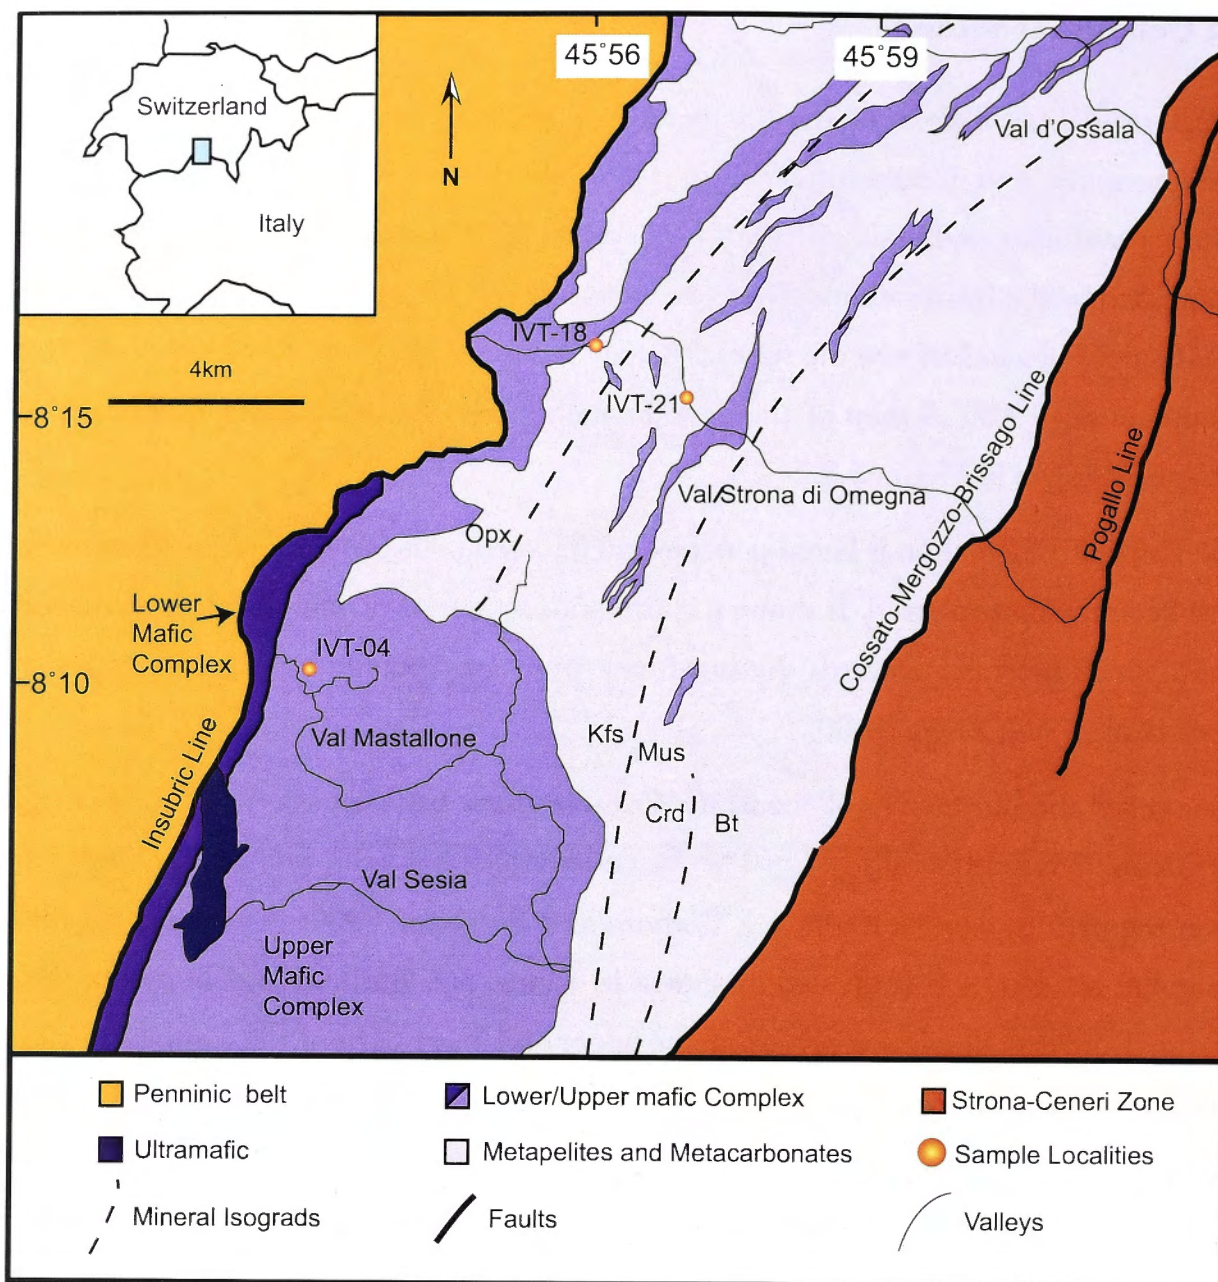 45°56
45°59
Switzerland
Italy
N
Val d'Ossala
IVT-18
4km
IVT-21
8°15
Val Strona di Omegna
Opx
Cossato-Mergozzo-Brissago Line
Pogallo Line
Lower
Mafic
Complex
IVT-04
8°10
Val Mastallone
Kfs
Mus
Insubric Line
Crd
Bt
Val Sesia
Upper
Mafic
Complex
Penninic belt
Lower/Upper mafic Complex
Strona-Ceneri Zone
Ultramafic
Metapelites and Metacarbonates
Sample Localities
Mineral Isograds
Faults
Valleys